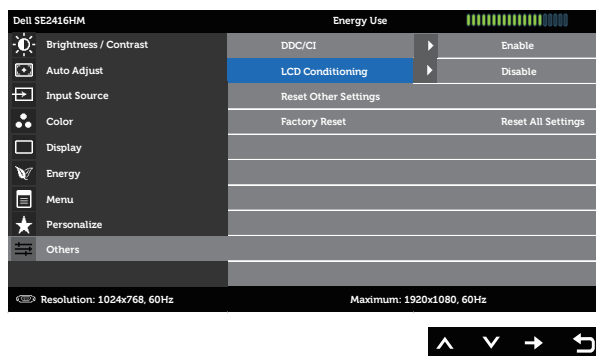 Dell SE2416HM Energy Use
Brightness / Contrast DDC/CI Enable
Auto Adjust LCD Conditioning Disable
Input Source Reset Other Settings
Color Factory Reset Reset All Settings
Display
Energy
Menu
Personalize
Others
Resolution: 1024x768, 60Hz Maximum: 1920x1080, 60Hz